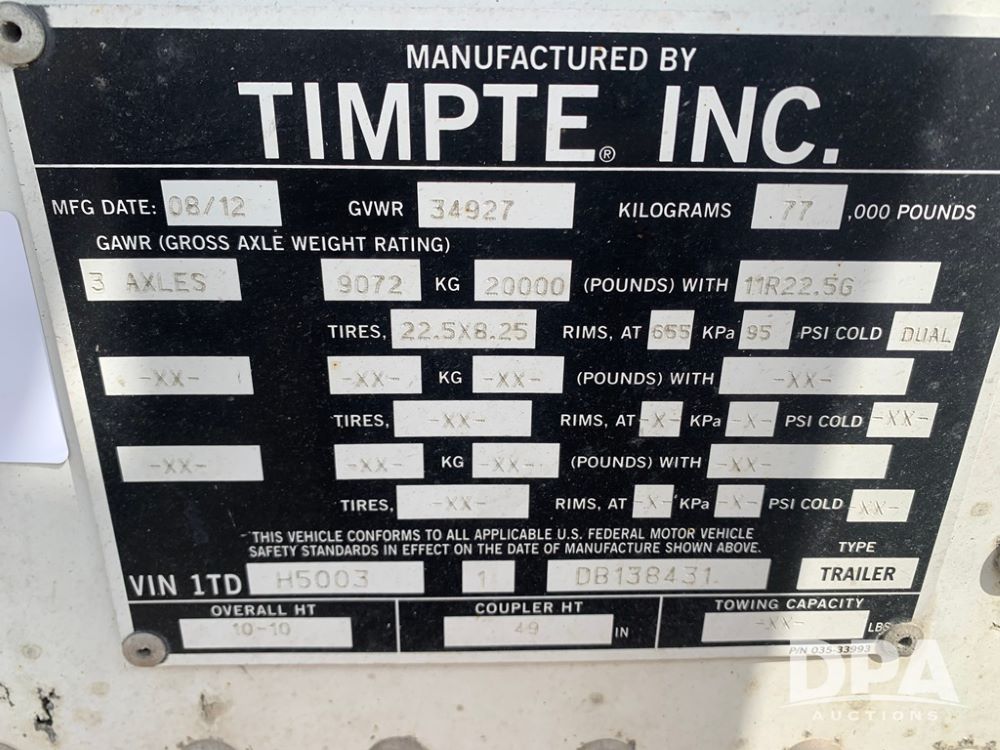 MANUFACTURED BY
TIMPTE® INC.
MFG DATE: 08/12 GVWR 34927 KILOGRAMS 77 ,000 POUNDS
GAWR (GROSS AXLE WEIGHT RATING)
3 AXLES 9072 KG 20000 (POUNDS) WITH 11R22.5G
TIRES, 22.5X8.25 RIMS, AT 655 KPa 95 PSI COLD DUAL
-XX- -XX- KG -XX- (POUNDS) WITH -XX-
TIRES, -XX- RIMS, AT -X- KPa -X- PSI COLD -XX-
-XX- -XX- KG -XX- (POUNDS) WITH -XX-
TIRES, -XX- RIMS, AT -X- KPa -X- PSI COLD -XX-
THIS VEHICLE CONFORMS TO ALL APPLICABLE U.S. FEDERAL MOTOR VEHICLE
SAFETY STANDARDS IN EFFECT ON THE DATE OF MANUFACTURE SHOWN ABOVE.
TYPE
VIN 1TD H5003 1 DB138431 TRAILER
OVERALL HT COUPLER HT TOWING CAPACITY
10-10 49 IN -XX- LBS
P/N 035-33993
DPA
AUCTIONS